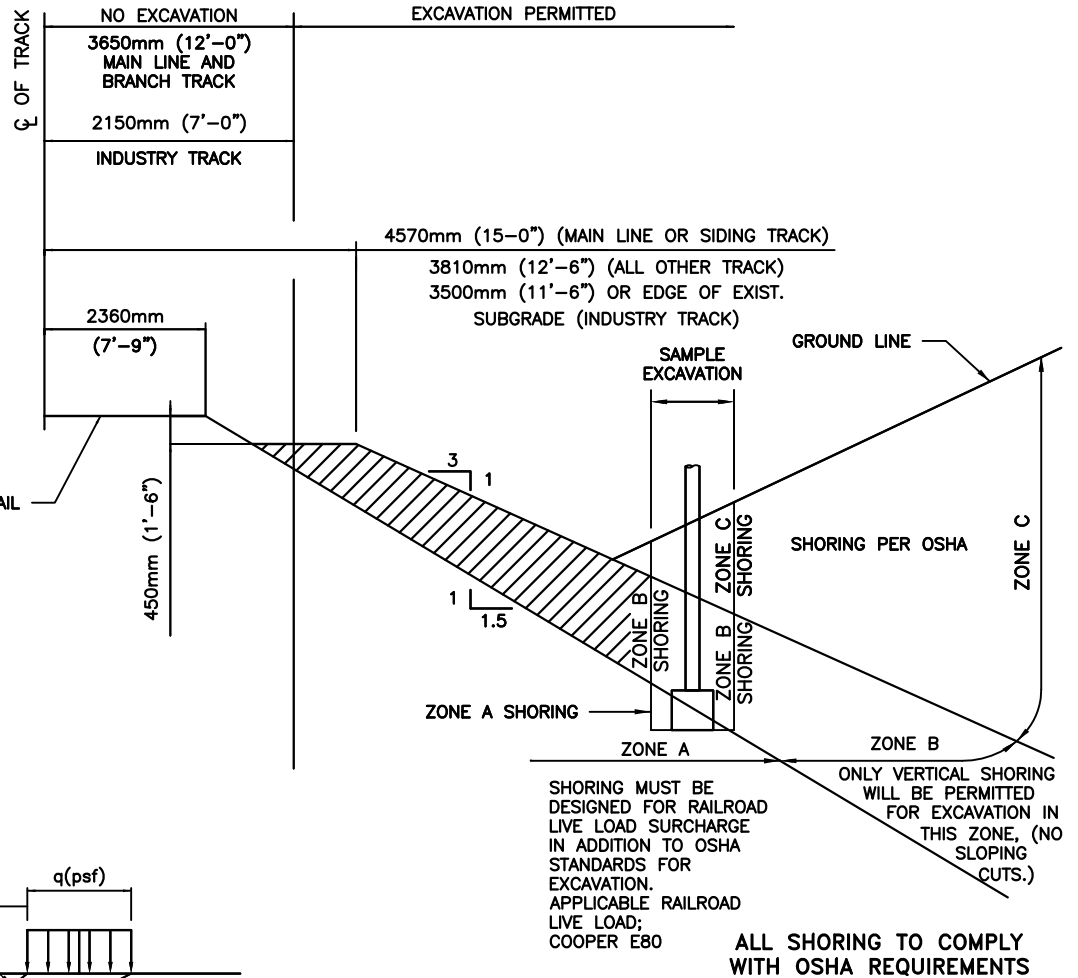 NO EXCAVATION
EXCAVATION PERMITTED
℄ OF TRACK
3650mm (12'-0")
MAIN LINE AND
BRANCH TRACK
2150mm (7'-0")
INDUSTRY TRACK
4570mm (15-0") (MAIN LINE OR SIDING TRACK)
3810mm (12'-6") (ALL OTHER TRACK)
3500mm (11'-6") OR EDGE OF EXIST.
SUBGRADE (INDUSTRY TRACK)
2360mm
(7'-9")
GROUND LINE
SAMPLE
EXCAVATION
450mm (1'-6")
3
1
1
1.5
ZONE B
SHORING
ZONE C
SHORING
ZONE B
SHORING
SHORING PER OSHA
ZONE C
ZONE A SHORING
ZONE A
ZONE B
SHORING MUST BE
DESIGNED FOR RAILROAD
LIVE LOAD SURCHARGE
IN ADDITION TO OSHA
STANDARDS FOR
EXCAVATION.
APPLICABLE RAILROAD
LIVE LOAD;
COOPER E80
ONLY VERTICAL SHORING
WILL BE PERMITTED
FOR EXCAVATION IN
THIS ZONE, (NO
SLOPING
CUTS.)
q(psf)
ALL SHORING TO COMPLY
WITH OSHA REQUIREMENTS